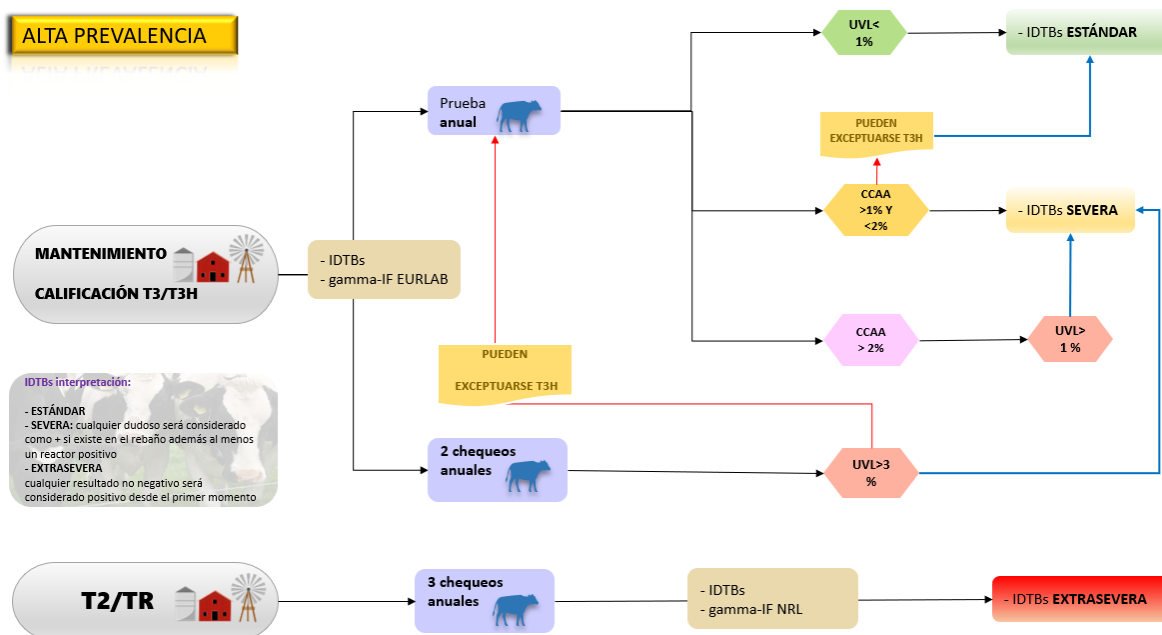 ALTA PREVALENCIA
UVL<
1%
- IDTBs ESTÁNDAR
Prueba
anual
PUEDEN
EXCEPTUARSE T3H
CCAA
>1% Y
<2%
- IDTBs SEVERA
MANTENIMIENTO
CALIFICACIÓN T3/T3H
- IDTBs
- gamma-IF EURLAB
CCAA
> 2%
UVL>
1 %
PUEDEN
EXCEPTUARSE T3H
IDTBs interpretación:
- ESTÁNDAR
- SEVERA: cualquier dudoso será considerado
como + si existe en el rebaño además al menos
un reactor positivo
- EXTRASEVERA
cualquier resultado no negativo será
considerado positivo desde el primer momento
2 chequeos
anuales
UVL>3
%
T2/TR
3 chequeos
anuales
- IDTBs
- gamma-IF NRL
- IDTBs EXTRASEVERA